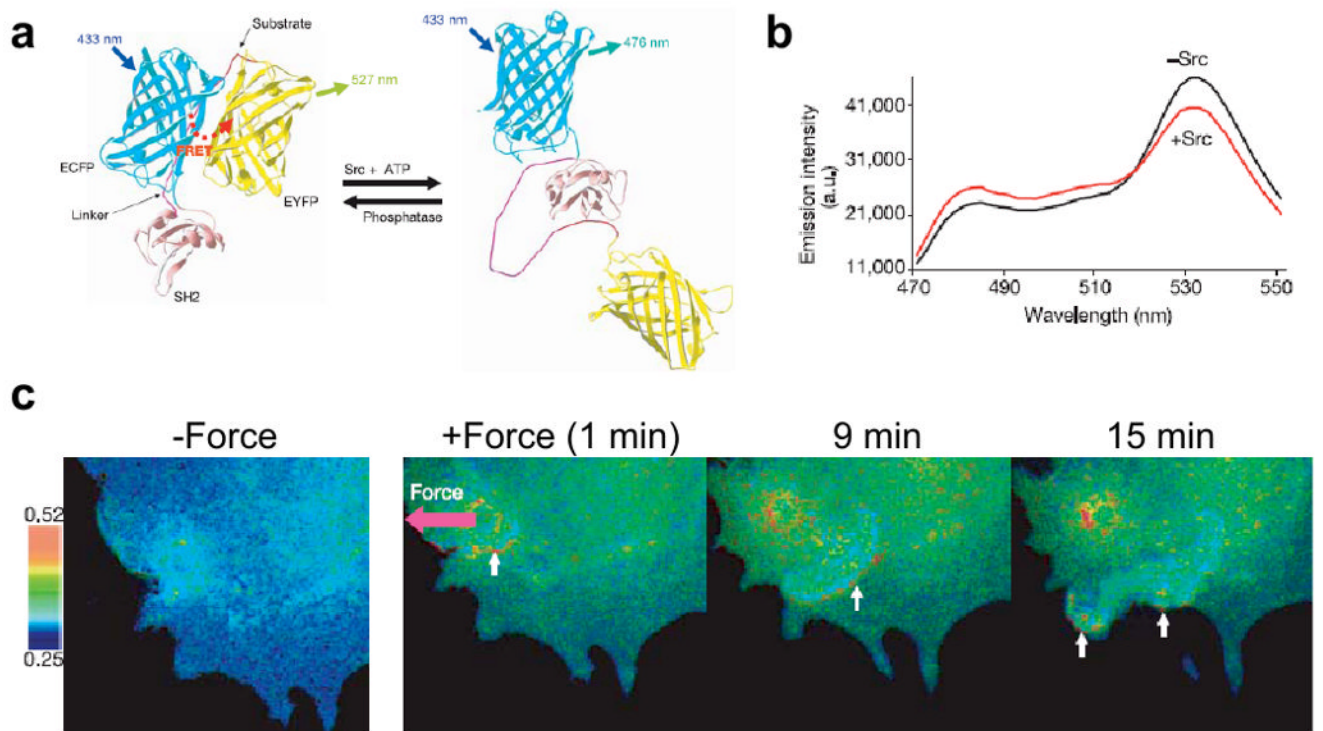 a
Substrate
433 nm
527 nm
FRET
ECFP
Linker
EYFP
SH2
Src + ATP
Phosphatase
433 nm
476 nm
b
Emission intensity
(a.u.)
41,000
31,000
21,000
11,000
–Src
+Src
470
490
510
530
550
Wavelength (nm)
c
-Force
+Force (1 min)
9 min
15 min
0.52
0.25
Force